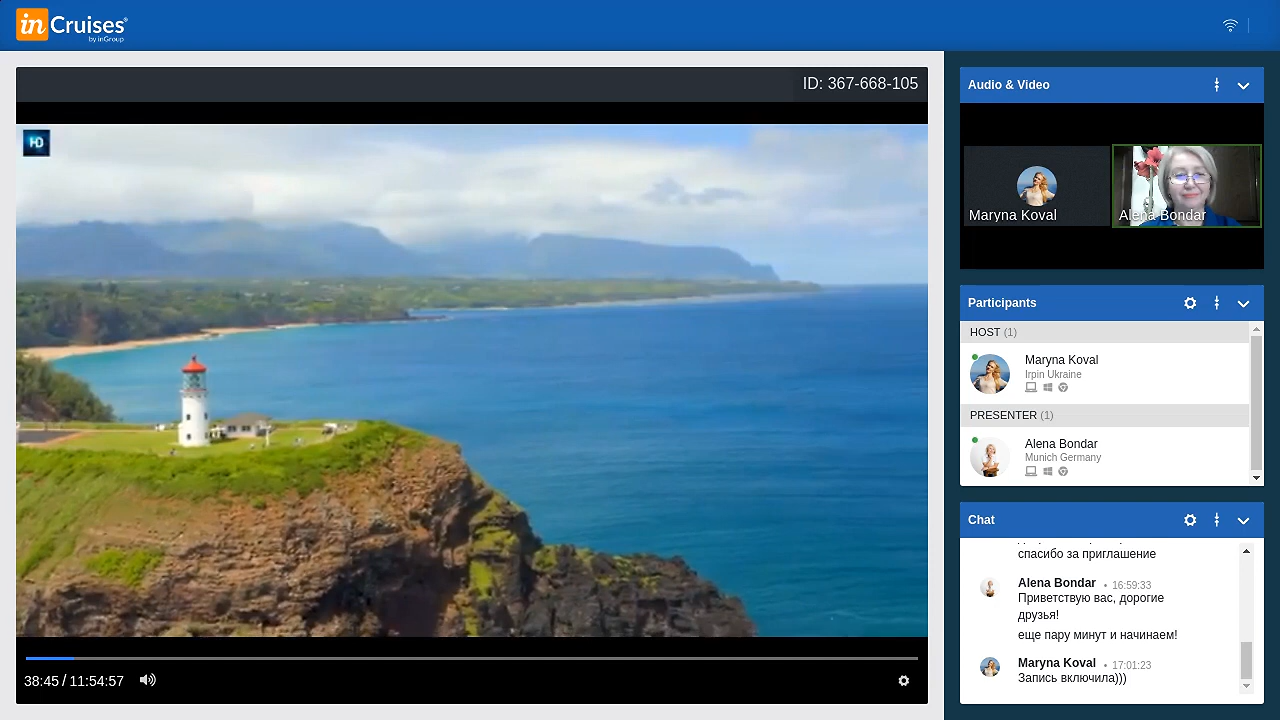 in Cruises®
by inGroup
ID: 367-668-105
HD
38:45 / 11:54:57
Audio & Video
Maryna Koval
Alena Bondar
Participants
HOST (1)
Maryna Koval
Irpin Ukraine
PRESENTER (1)
Alena Bondar
Munich Germany
Chat
спасибо за приглашение
Alena Bondar • 16:59:33
Приветствую вас, дорогие
друзья!
еще пару минут и начинаем!
Maryna Koval • 17:01:23
Запись включила)))